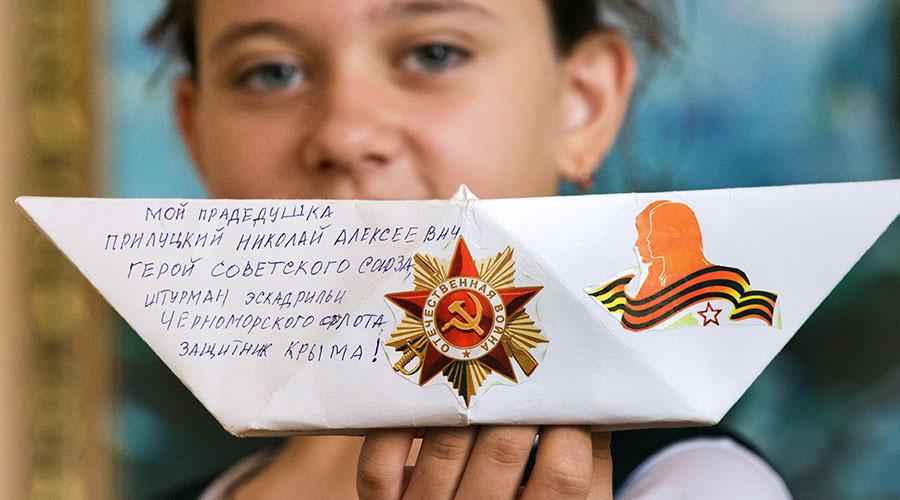 МОЙ ПРАДЕДУШКА
ПРИЛУЦКИЙ НИКОЛАЙ АЛЕКСЕЕВИЧ
ГЕРОЙ СОВЕТСКОГО СОЮЗА
ШТУРМАН ЭСКАДРИЛЬИ
ЧЕРНОМОРСКОГО ФЛОТА
ЗАЩИТНИК КРЫМА!
ОТЕЧЕСТВЕННАЯ ВОЙНА